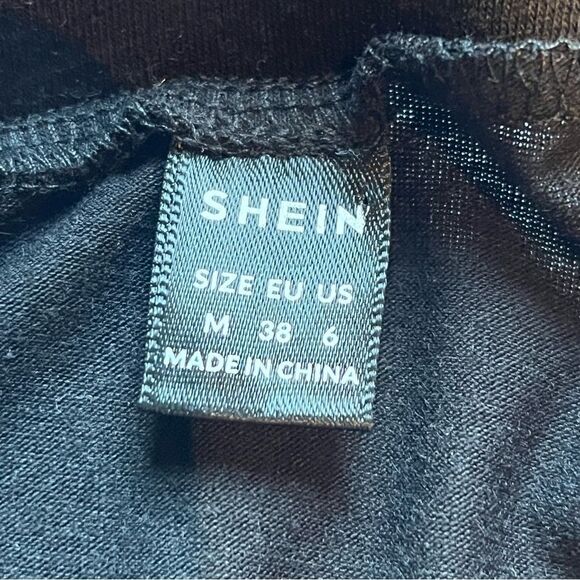 SHEIN
SIZE EU US
M 38 6
MADE IN CHINA